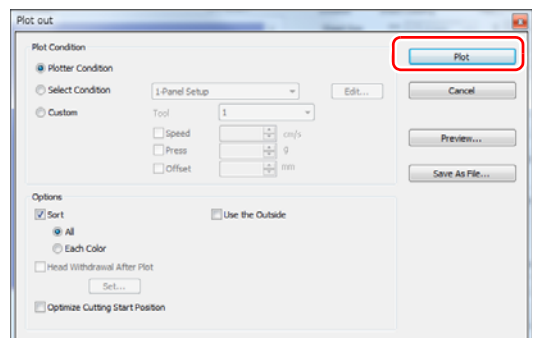 Plot out
Plot Condition
Plotter Condition
Select Condition 1-Panel Setup Edit...
Custom Tool 1
Speed cm/s
Press g
Offset mm
Plot
Cancel
Preview...
Save As File...
Options
Sort Use the Outside
All
Each Color
Head Withdrawal After Plot
Set...
Optimize Cutting Start Position